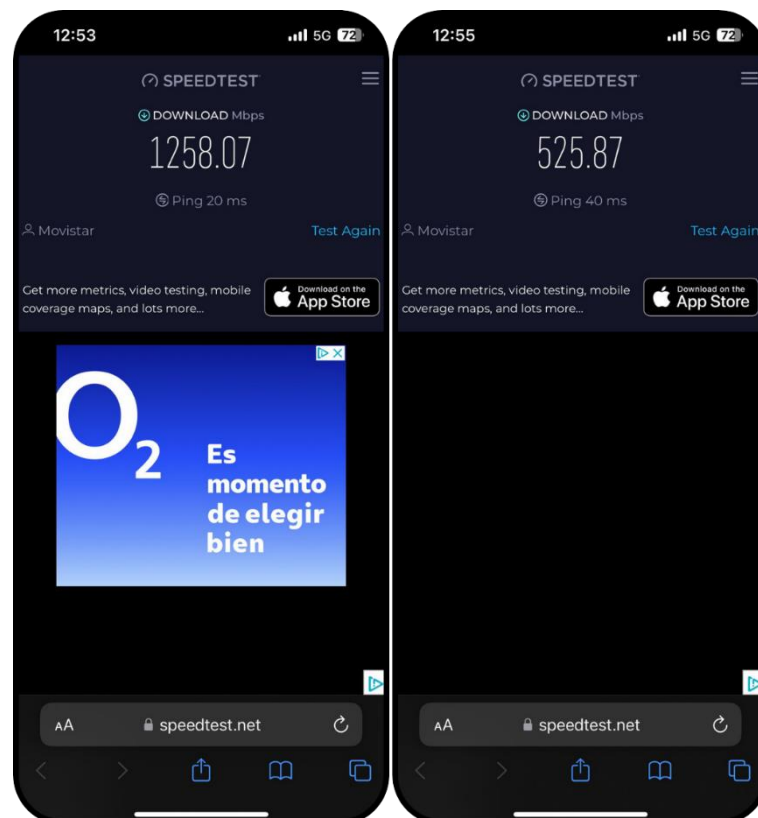 12:53
5G 72
SPEEDTEST
DOWNLOAD Mbps
1258.07
Ping 20 ms
Movistar
Test Again
Get more metrics, video testing, mobile
coverage maps, and lots more...
Download on the
App Store
O2
Es
momento
de elegir
bien
AA
speedtest.net
12:55
5G 72
SPEEDTEST
DOWNLOAD Mbps
525.87
Ping 40 ms
Movistar
Test Again
Get more metrics, video testing, mobile
coverage maps, and lots more...
Download on the
App Store
AA
speedtest.net